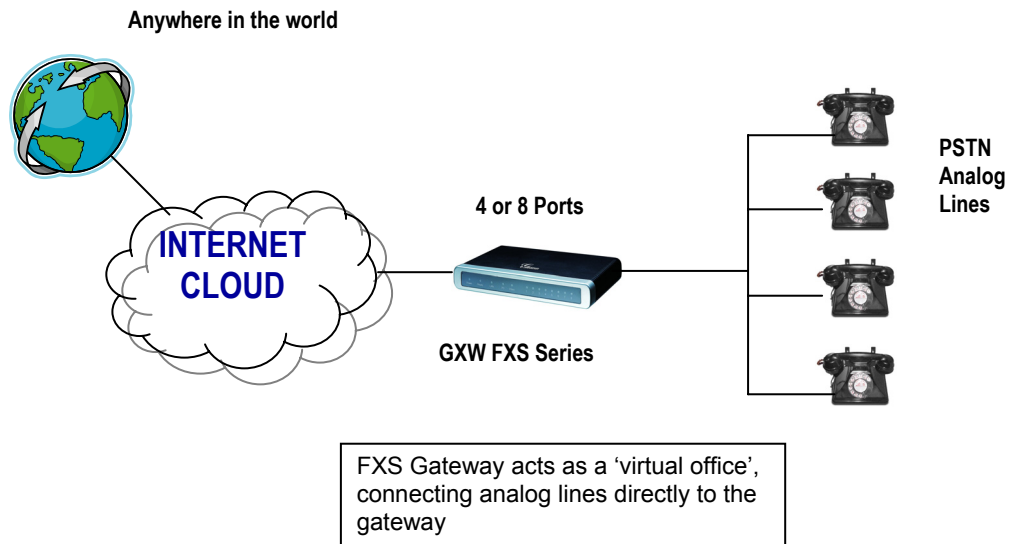 Anywhere in the world
INTERNET
CLOUD
4 or 8 Ports
GXW FXS Series
PSTN
Analog
Lines
FXS Gateway acts as a ‘virtual office’,
connecting analog lines directly to the
gateway